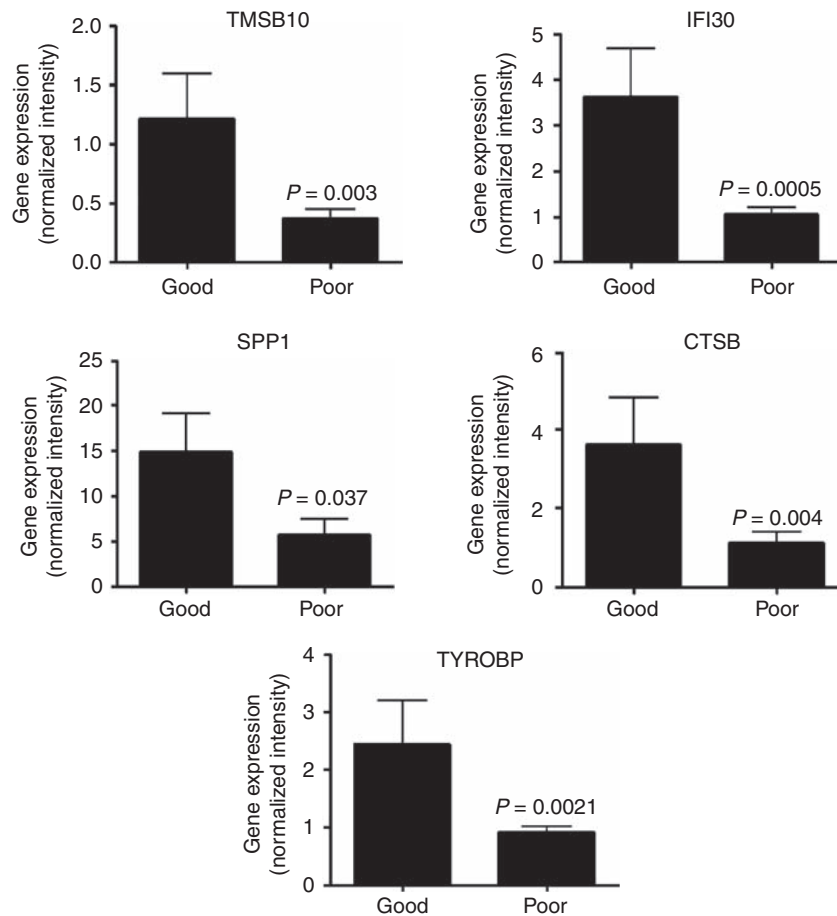 TMSB10
Gene expression
(normalized intensity)
2.0
1.5
1.0
0.5
0.0
P = 0.003
Good
Poor
IFI30
Gene expression
(normalized intensity)
5
4
3
2
1
0
P = 0.0005
Good
Poor
SPP1
Gene expression
(normalized intensity)
25
20
15
10
5
0
P = 0.037
Good
Poor
CTSB
Gene expression
(normalized intensity)
6
4
2
0
P = 0.004
Good
Poor
TYROBP
Gene expression
(normalized intensity)
4
3
2
1
0
P = 0.0021
Good
Poor